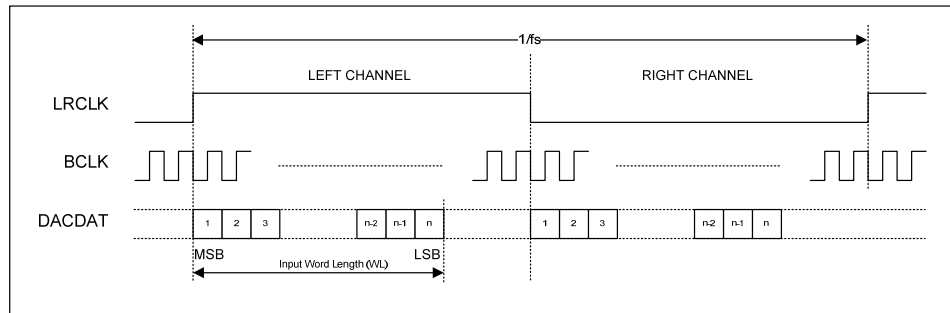 1/fs
LEFT CHANNEL RIGHT CHANNEL
LRCLK
BCLK
DACDAT 1 2 3 n-2 n-1 n 1 2 3 n-2 n-1 n
MSB LSB
Input Word Length (WL)